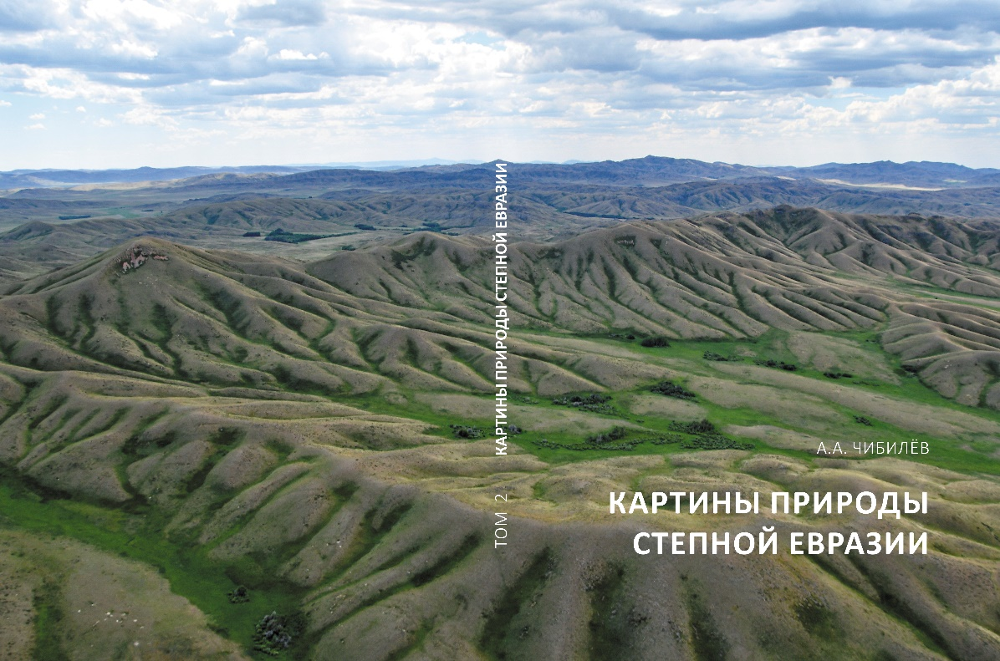 КАРТИНЫ ПРИРОДЫ СТЕПНОЙ ЕВРАЗИИ
ТОМ 2
А.А. ЧИБИЛЁВ
КАРТИНЫ ПРИРОДЫ
СТЕПНОЙ ЕВРАЗИИ